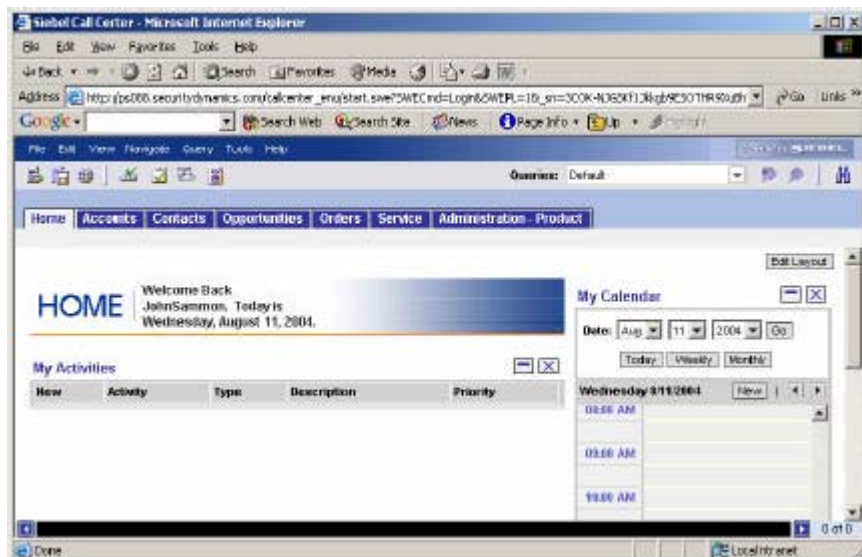 Siebel Call Center - Microsoft Internet Explorer
File Edit View Favorites Tools Help
Back Search Favorites Media
Address Go Links »
Google Search Web Search Site News Page Info Up
File Edit View Navigate Query Tools Help
Queries: Default
Home Accounts Contacts Opportunities Orders Service Administration - Product
Edit Layout
HOME
Welcome Back
JohnSammon, Today is
Wednesday, August 11, 2004.
My Calendar
Date: Aug 11 2004 Go
Today Weekly Monthly
My Activities
New Activity Type Description Priority
Wednesday 8/11/2004 New
08:00 AM
09:00 AM
10:00 AM
0 of 0
Done Local intranet